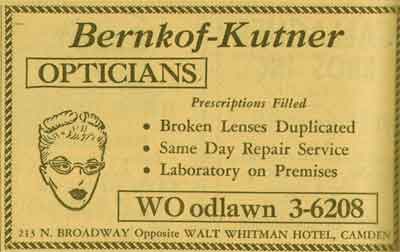 Bernkof-Kutner
OPTICIANS
Prescriptions Filled
• Broken Lenses Duplicated
• Same Day Repair Service
• Laboratory on Premises
WO odlawn 3-6208
213 N. BROADWAY Opposite WALT WHITMAN HOTEL, CAMDEN